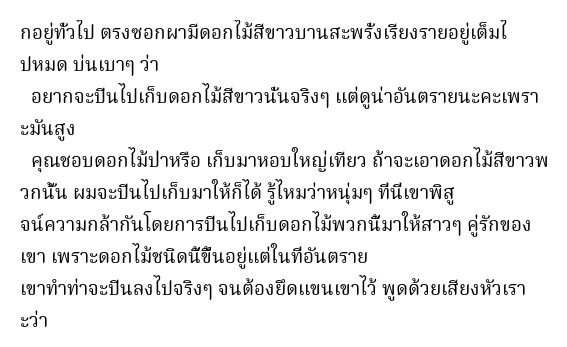 กอยู่ทั่วไป ตรงซอกผามีดอกไม้สีขาวบานสะพรั่งเรียงรายอยู่เต็มไ
ปหมด บ่นเบาๆ ว่า
อยากจะปีนไปเก็บดอกไม้สีขาวนั่นจริงๆ แต่ดูน่าอันตรายนะคะเพรา
ะมันสูง
คุณชอบดอกไม้ป่าหรือ เก็บมาหอบใหญ่เทียว ถ้าจะเอาดอกไม้สีขาวพ
วกนั้น ผมจะปีนไปเก็บมาให้ก็ได้ รู้ไหมว่าหนุ่มๆ ที่นี่เขาพิสู
จน์ความกล้ากันโดยการปีนไปเก็บดอกไม้พวกนี้มาให้สาวๆ คู่รักของ
เขา เพราะดอกไม้ชนิดนี้ขึ้นอยู่แต่ในที่อันตราย
เขาทำท่าจะปีนลงไปจริงๆ จนต้องยึดแขนเขาไว้ พูดด้วยเสียงหัวเรา
ะว่า